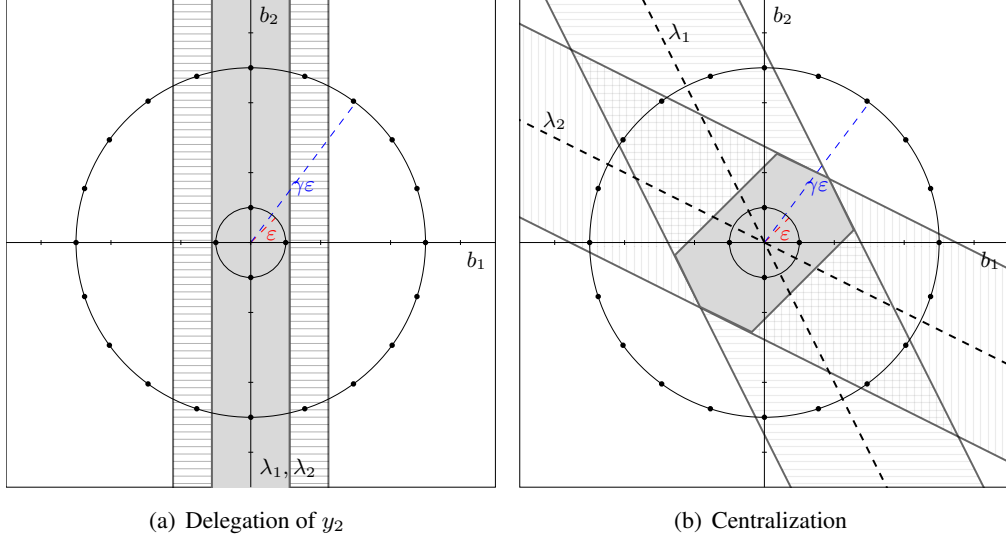 b₂
γε
ε
b₁
λ₁, λ₂
(a) Delegation of y₂
b₂
λ₁
λ₂
γε
ε
b₁
(b) Centralization